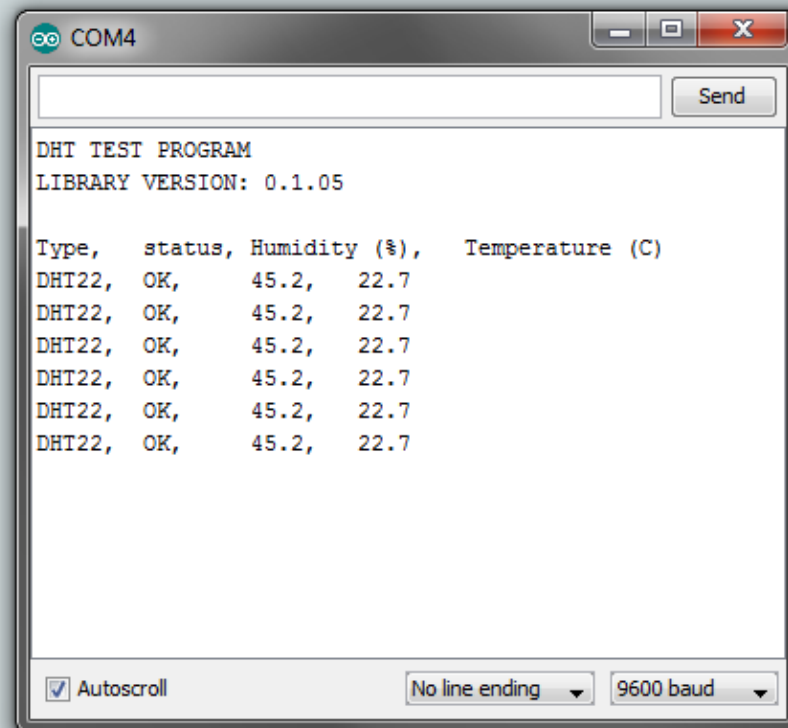 COM4
Send
DHT TEST PROGRAM
LIBRARY VERSION: 0.1.05
Type, status, Humidity (%), Temperature (C)
DHT22, OK, 45.2, 22.7
DHT22, OK, 45.2, 22.7
DHT22, OK, 45.2, 22.7
DHT22, OK, 45.2, 22.7
DHT22, OK, 45.2, 22.7
DHT22, OK, 45.2, 22.7
Autoscroll No line ending 9600 baud